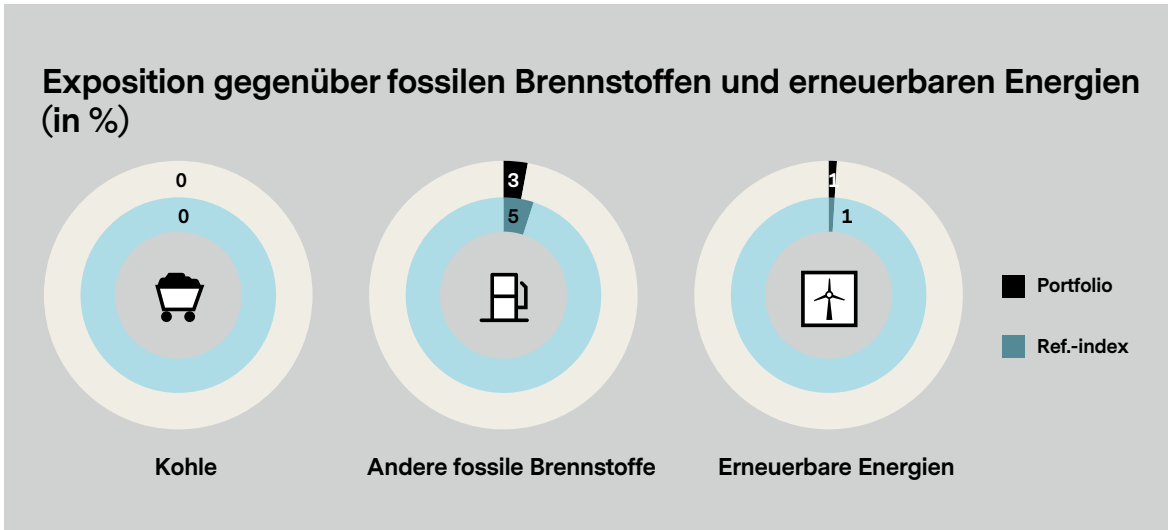 Exposition gegenüber fossilen Brennstoffen und erneuerbaren Energien
(in %)
0
0
3
5
1
1
Portfolio
Ref.-index
Kohle
Andere fossile Brennstoffe
Erneuerbare Energien